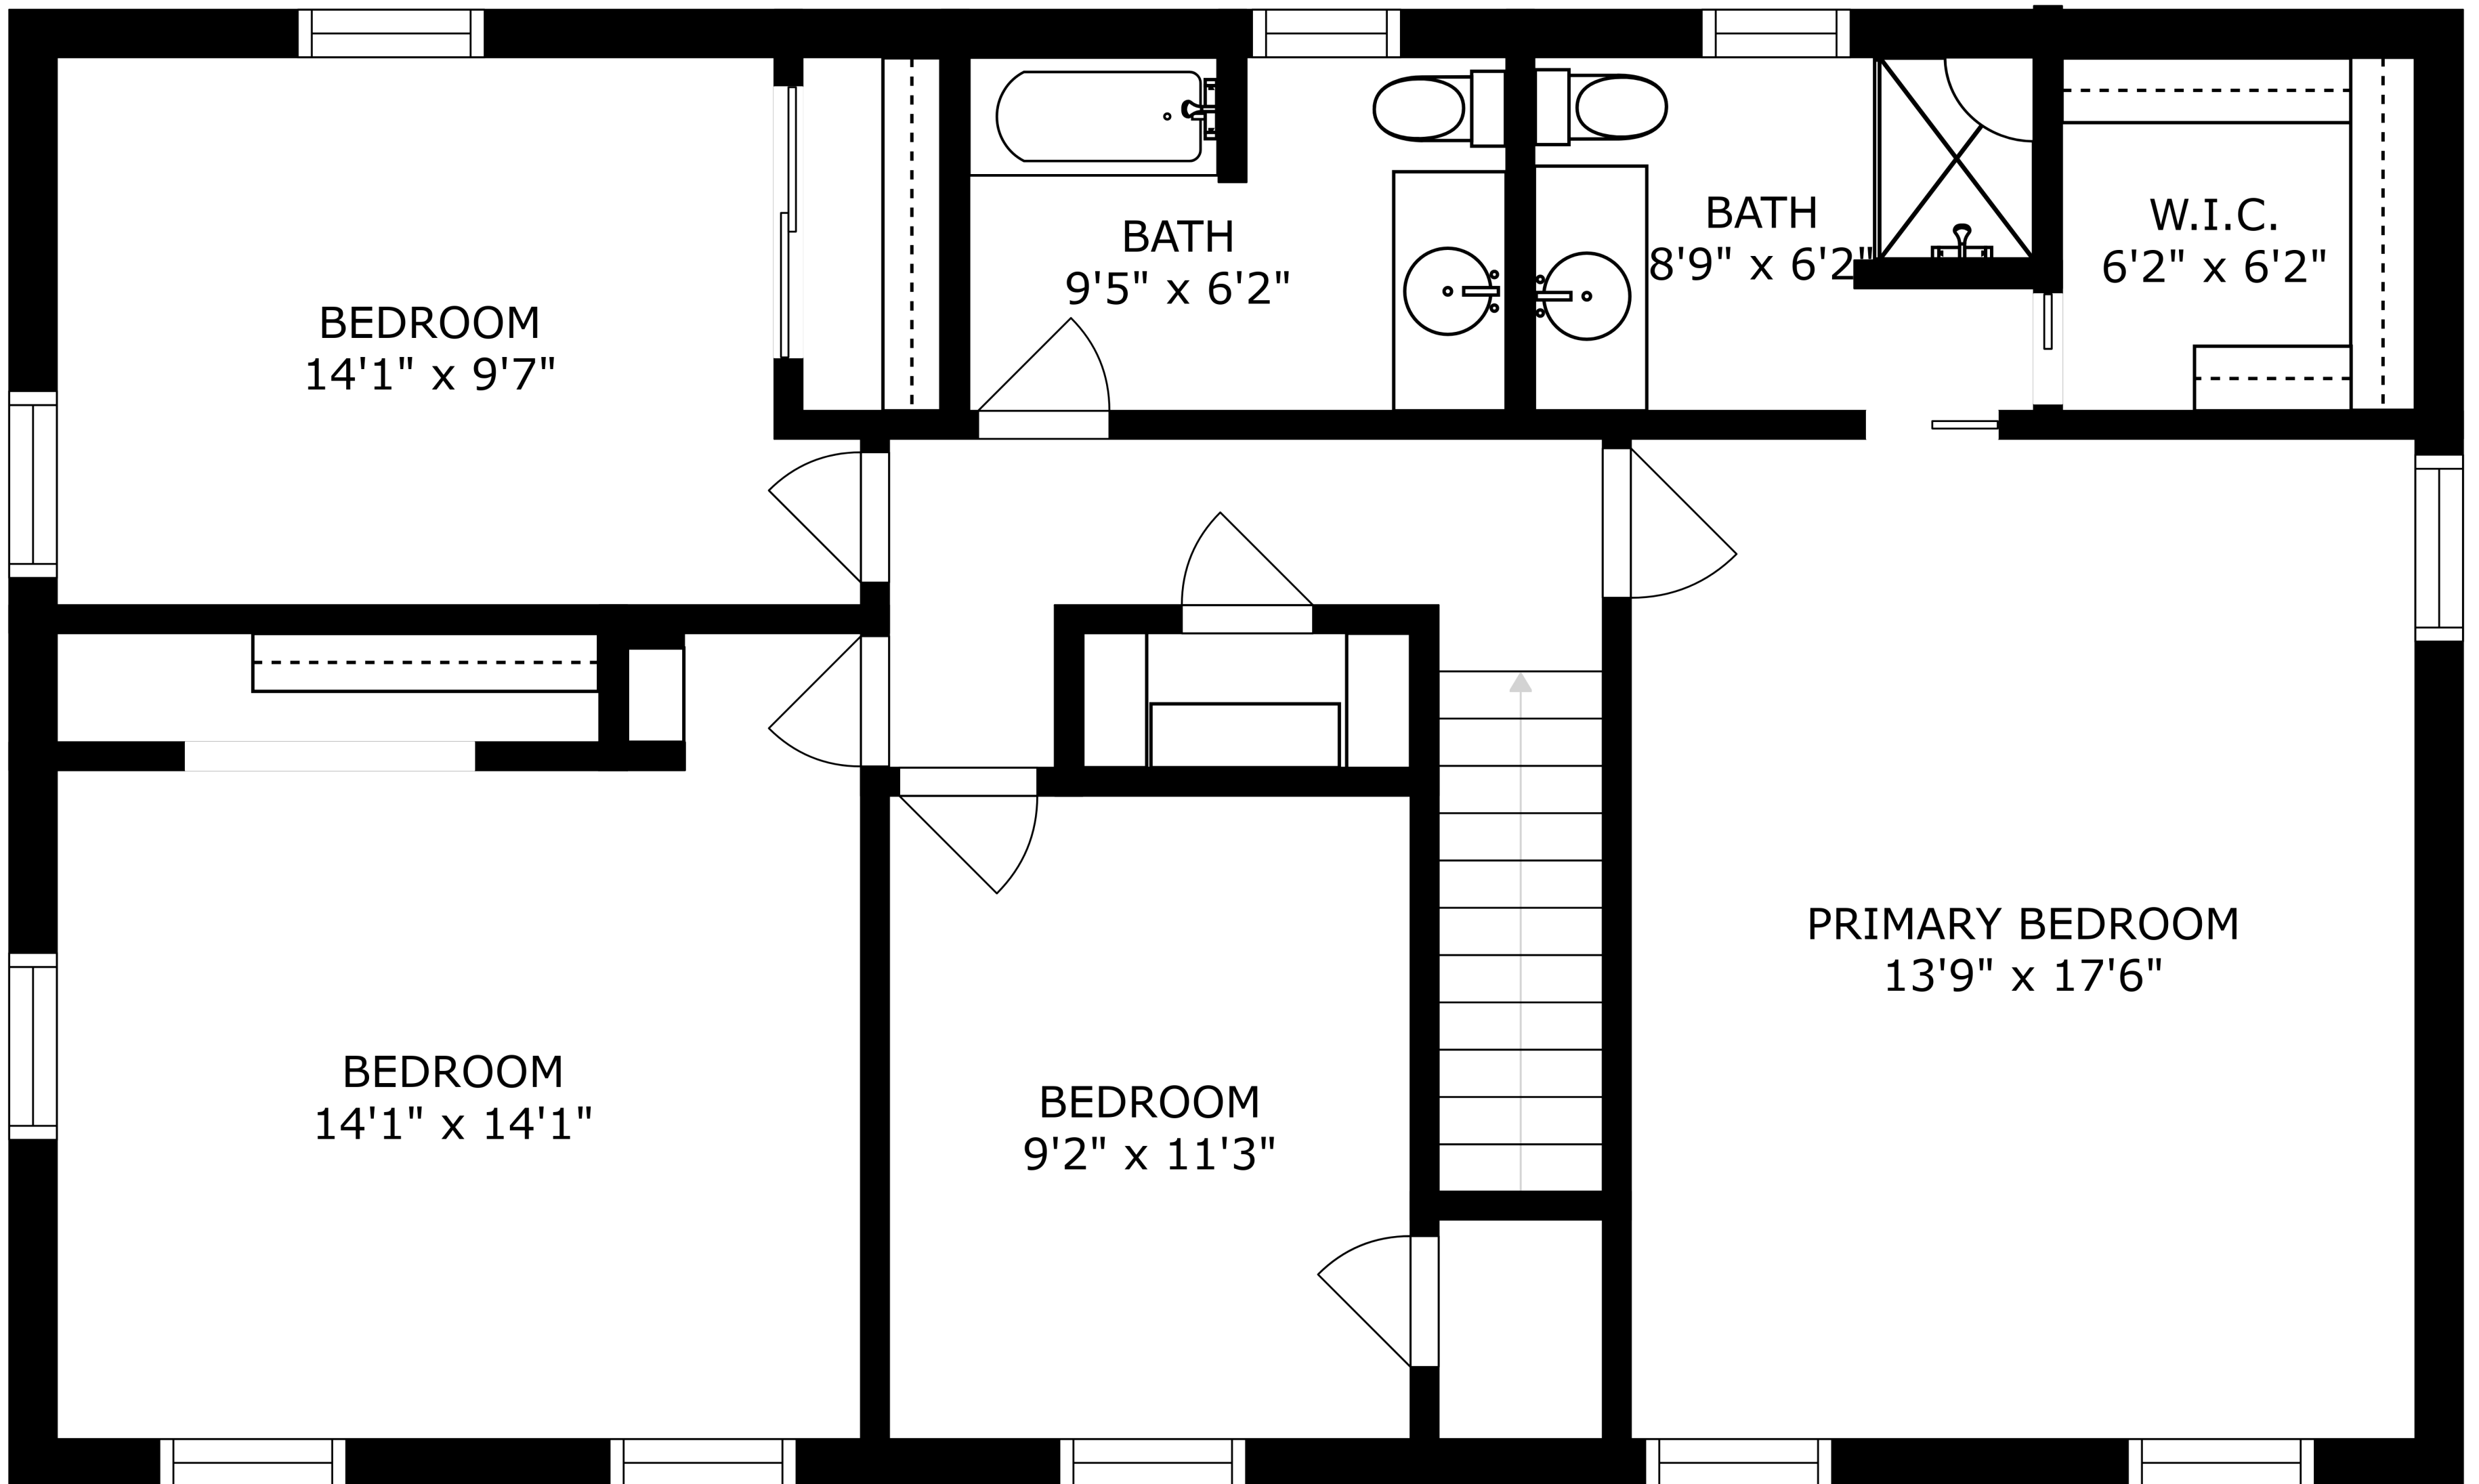 BEDROOM
14'1" x 9'7"
BATH
9'5" x 6'2"
BATH
8'9" x 6'2"
W.I.C.
6'2" x 6'2"
BEDROOM
14'1" x 14'1"
BEDROOM
9'2" x 11'3"
PRIMARY BEDROOM
13'9" x 17'6"